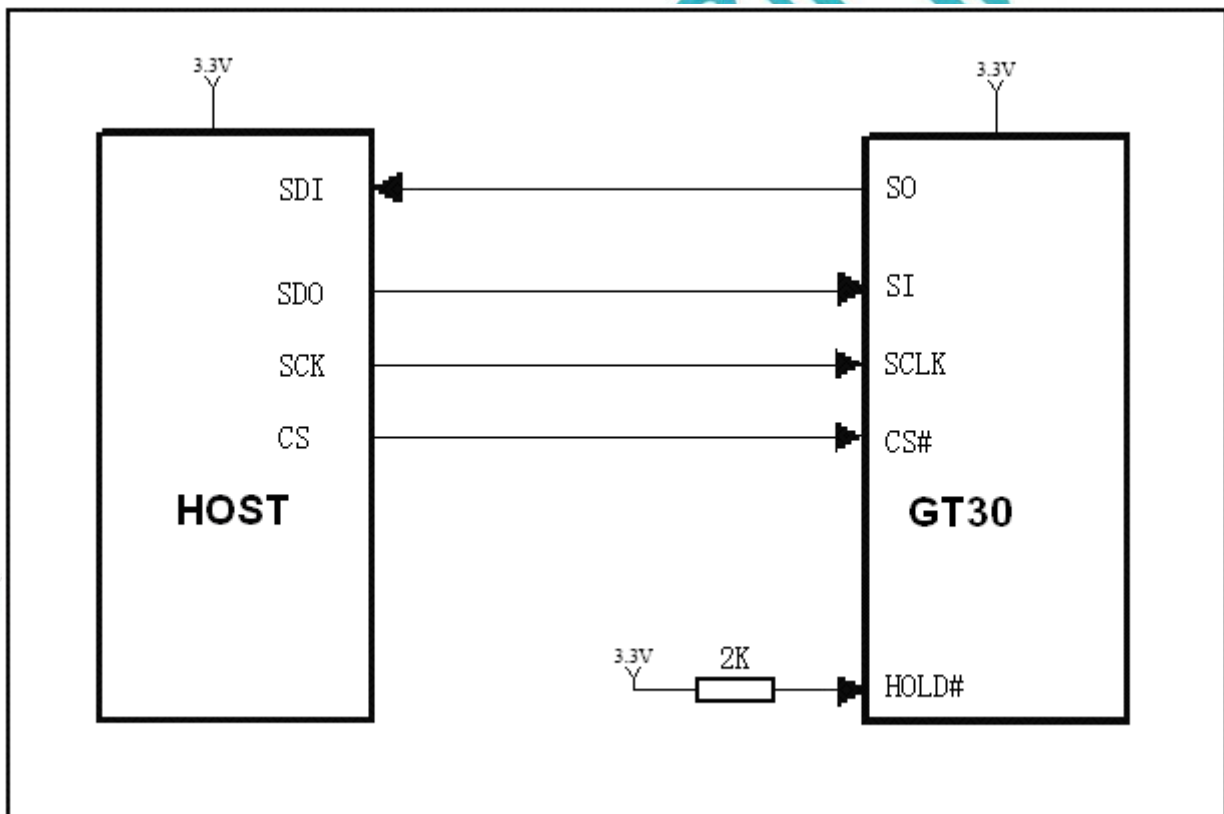 3.3V
3.3V
SDI
SO
SDO
SI
SCK
SCLK
CS
CS#
HOST
GT30
3.3V
2K
HOLD#